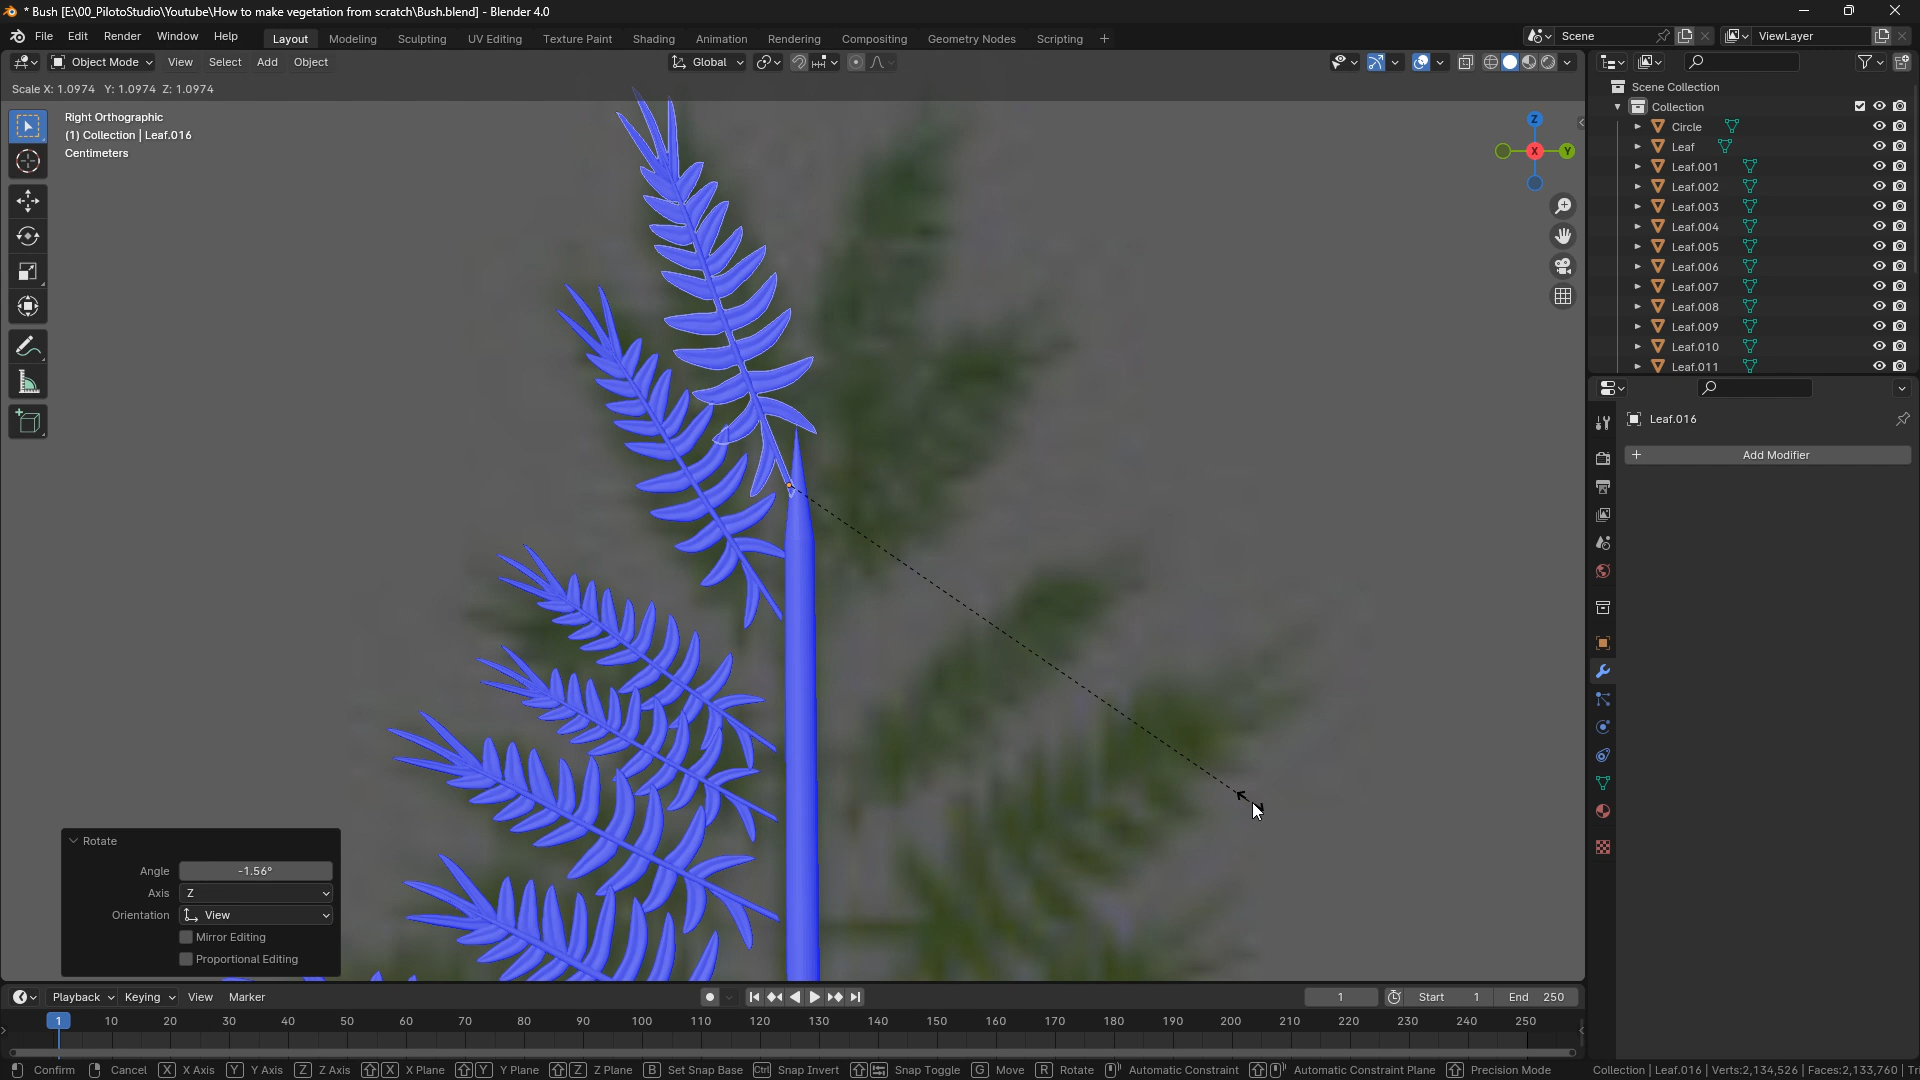 * Bush [E:\00_PilotoStudio\Youtube\How to make vegetation from scratch\Bush.blend] - Blender 4.0
File Edit Render Window Help Layout Modeling Sculpting UV Editing Texture Paint Shading Animation Rendering Compositing Geometry Nodes Scripting + Scene ViewLayer
Object Mode View Select Add Object Global
Scale X: 1.0974 Y: 1.0974 Z: 1.0974
Right Orthographic
(1) Collection | Leaf.016
Centimeters
Z
X
Y
Scene Collection
Collection
Circle
Leaf
Leaf.001
Leaf.002
Leaf.003
Leaf.004
Leaf.005
Leaf.006
Leaf.007
Leaf.008
Leaf.009
Leaf.010
Leaf.011
Leaf.016
+ Add Modifier
Rotate
Angle -1.56°
Axis Z
Orientation View
Mirror Editing
Proportional Editing
Playback Keying View Marker 1 Start 1 End 250
1 10 20 30 40 50 60 70 80 90 100 110 120 130 140 150 160 170 180 190 200 210 220 230 240 250
Confirm Cancel X X Axis Y Y Axis Z Z Axis X X Plane Y Y Plane Z Z Plane B Set Snap Base Ctrl Snap Invert Snap Toggle G Move R Rotate Automatic Constraint Automatic Constraint Plane Precision Mode Collection | Leaf.016 | Verts:2,134,526 | Faces:2,133,760 | Tri